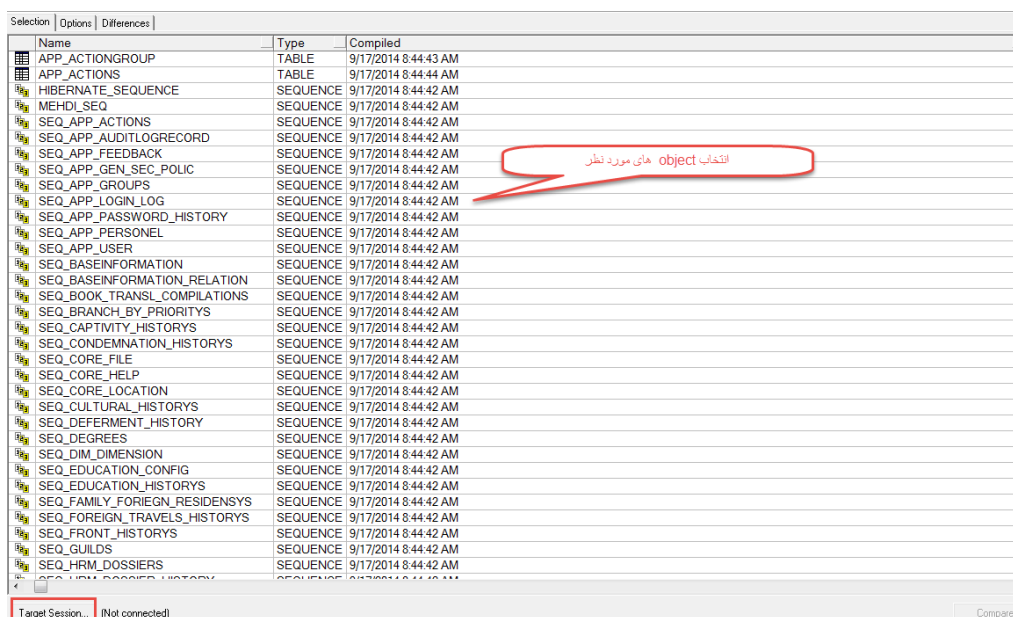 Selection Options Differences
Name Type Compiled
APP_ACTIONGROUP TABLE 9/17/2014 8:44:43 AM
APP_ACTIONS TABLE 9/17/2014 8:44:44 AM
HIBERNATE_SEQUENCE SEQUENCE 9/17/2014 8:44:42 AM
MEHDI_SEQ SEQUENCE 9/17/2014 8:44:42 AM
SEQ_APP_ACTIONS SEQUENCE 9/17/2014 8:44:42 AM
SEQ_APP_AUDITLOGRECORD SEQUENCE 9/17/2014 8:44:42 AM
SEQ_APP_FEEDBACK SEQUENCE 9/17/2014 8:44:42 AM
انتخاب object های مورد نظر
SEQ_APP_GEN_SEC_POLIC SEQUENCE 9/17/2014 8:44:42 AM
SEQ_APP_GROUPS SEQUENCE 9/17/2014 8:44:42 AM
SEQ_APP_LOGIN_LOG SEQUENCE 9/17/2014 8:44:42 AM
SEQ_APP_PASSWORD_HISTORY SEQUENCE 9/17/2014 8:44:42 AM
SEQ_APP_PERSONEL SEQUENCE 9/17/2014 8:44:42 AM
SEQ_APP_USER SEQUENCE 9/17/2014 8:44:42 AM
SEQ_BASEINFORMATION SEQUENCE 9/17/2014 8:44:42 AM
SEQ_BASEINFORMATION_RELATION SEQUENCE 9/17/2014 8:44:42 AM
SEQ_BOOK_TRANSL_COMPILATIONS SEQUENCE 9/17/2014 8:44:42 AM
SEQ_BRANCH_BY_PRIORITYS SEQUENCE 9/17/2014 8:44:42 AM
SEQ_CAPTIVITY_HISTORYS SEQUENCE 9/17/2014 8:44:42 AM
SEQ_CONDEMNATION_HISTORYS SEQUENCE 9/17/2014 8:44:42 AM
SEQ_CORE_FILE SEQUENCE 9/17/2014 8:44:42 AM
SEQ_CORE_HELP SEQUENCE 9/17/2014 8:44:42 AM
SEQ_CORE_LOCATION SEQUENCE 9/17/2014 8:44:42 AM
SEQ_CULTURAL_HISTORYS SEQUENCE 9/17/2014 8:44:42 AM
SEQ_DEFERMENT_HISTORY SEQUENCE 9/17/2014 8:44:42 AM
SEQ_DEGREES SEQUENCE 9/17/2014 8:44:42 AM
SEQ_DIM_DIMENSION SEQUENCE 9/17/2014 8:44:42 AM
SEQ_EDUCATION_CONFIG SEQUENCE 9/17/2014 8:44:42 AM
SEQ_EDUCATION_HISTORYS SEQUENCE 9/17/2014 8:44:42 AM
SEQ_FAMILY_FORIEGN_RESIDENSYS SEQUENCE 9/17/2014 8:44:42 AM
SEQ_FOREIGN_TRAVELS_HISTORYS SEQUENCE 9/17/2014 8:44:42 AM
SEQ_FRONT_HISTORYS SEQUENCE 9/17/2014 8:44:42 AM
SEQ_GUILDS SEQUENCE 9/17/2014 8:44:42 AM
SEQ_HRM_DOSSIERS SEQUENCE 9/17/2014 8:44:42 AM
Target Session... (Not connected) Compare